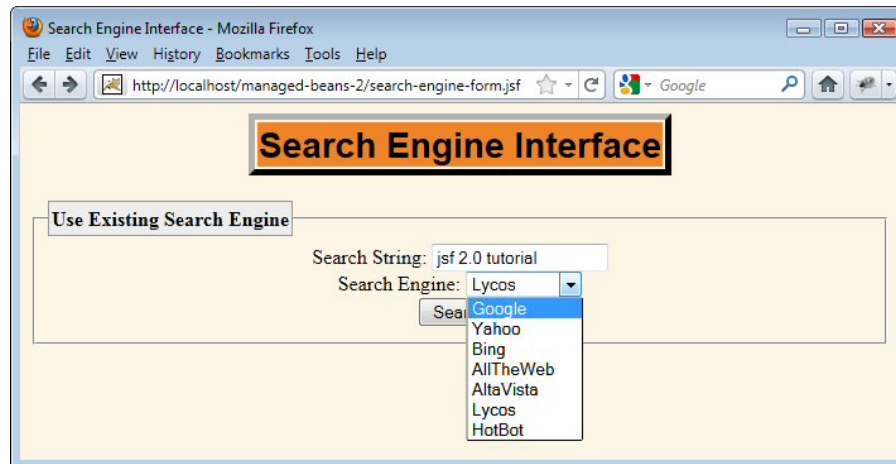 Search Engine Interface - Mozilla Firefox
File Edit View History Bookmarks Tools Help
http://localhost/managed-beans-2/search-engine-form.jsf Google
Search Engine Interface
Use Existing Search Engine
Search String: jsf 2.0 tutorial
Search Engine: Lycos
Sear
Google
Yahoo
Bing
AllTheWeb
AltaVista
Lycos
HotBot